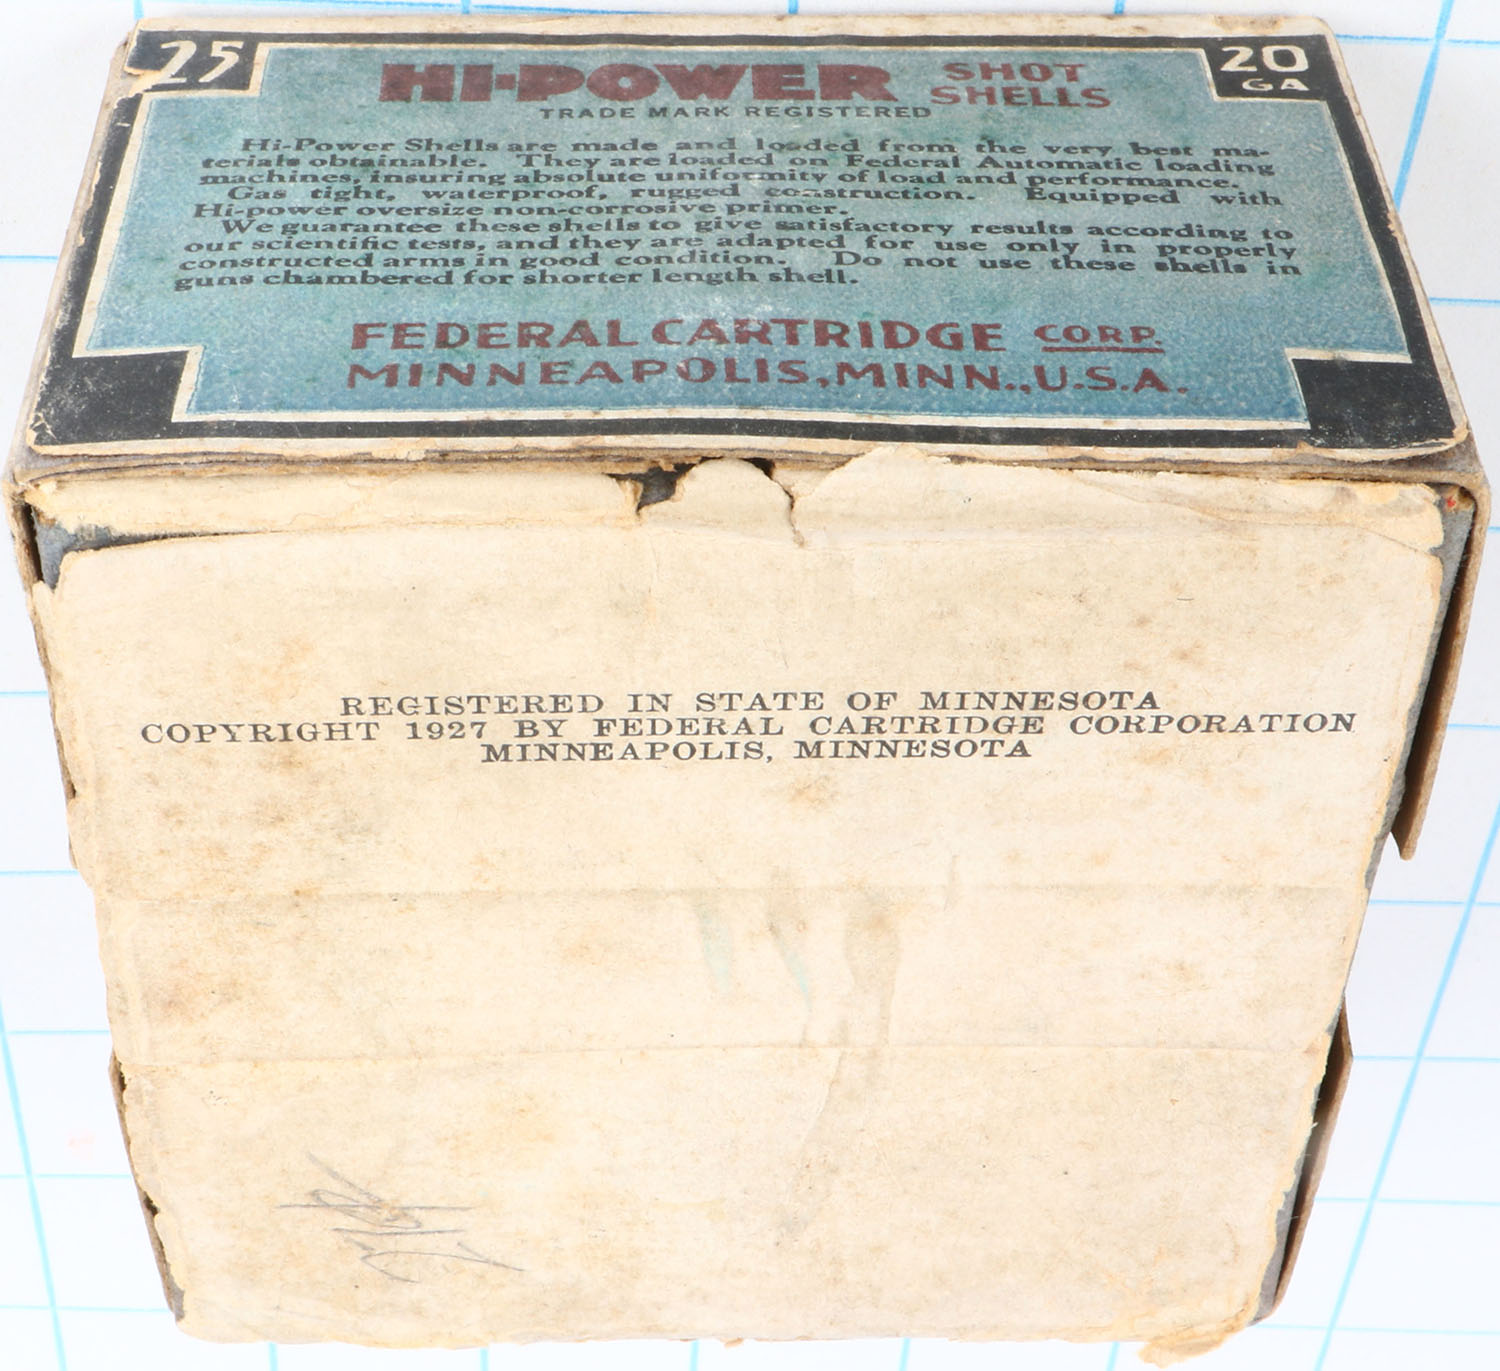 25
20
GA
HI-POWER SHOT
SHELLS
TRADE MARK REGISTERED
Hi-Power Shells are made and loaded from the very best ma-
terials obtainable. They are loaded on Federal Automatic loading
machines, insuring absolute uniformity of load and performance.
Gas tight, waterproof, rugged construction. Equipped with
Hi-power oversize non-corrosive primer.
We guarantee these shells to give satisfactory results according to
our scientific tests, and they are adapted for use only in properly
constructed arms in good condition. Do not use these shells in
guns chambered for shorter length shell.
FEDERAL CARTRIDGE CORP.
MINNEAPOLIS, MINN., U.S.A.
REGISTERED IN STATE OF MINNESOTA
COPYRIGHT 1927 BY FEDERAL CARTRIDGE CORPORATION
MINNEAPOLIS, MINNESOTA